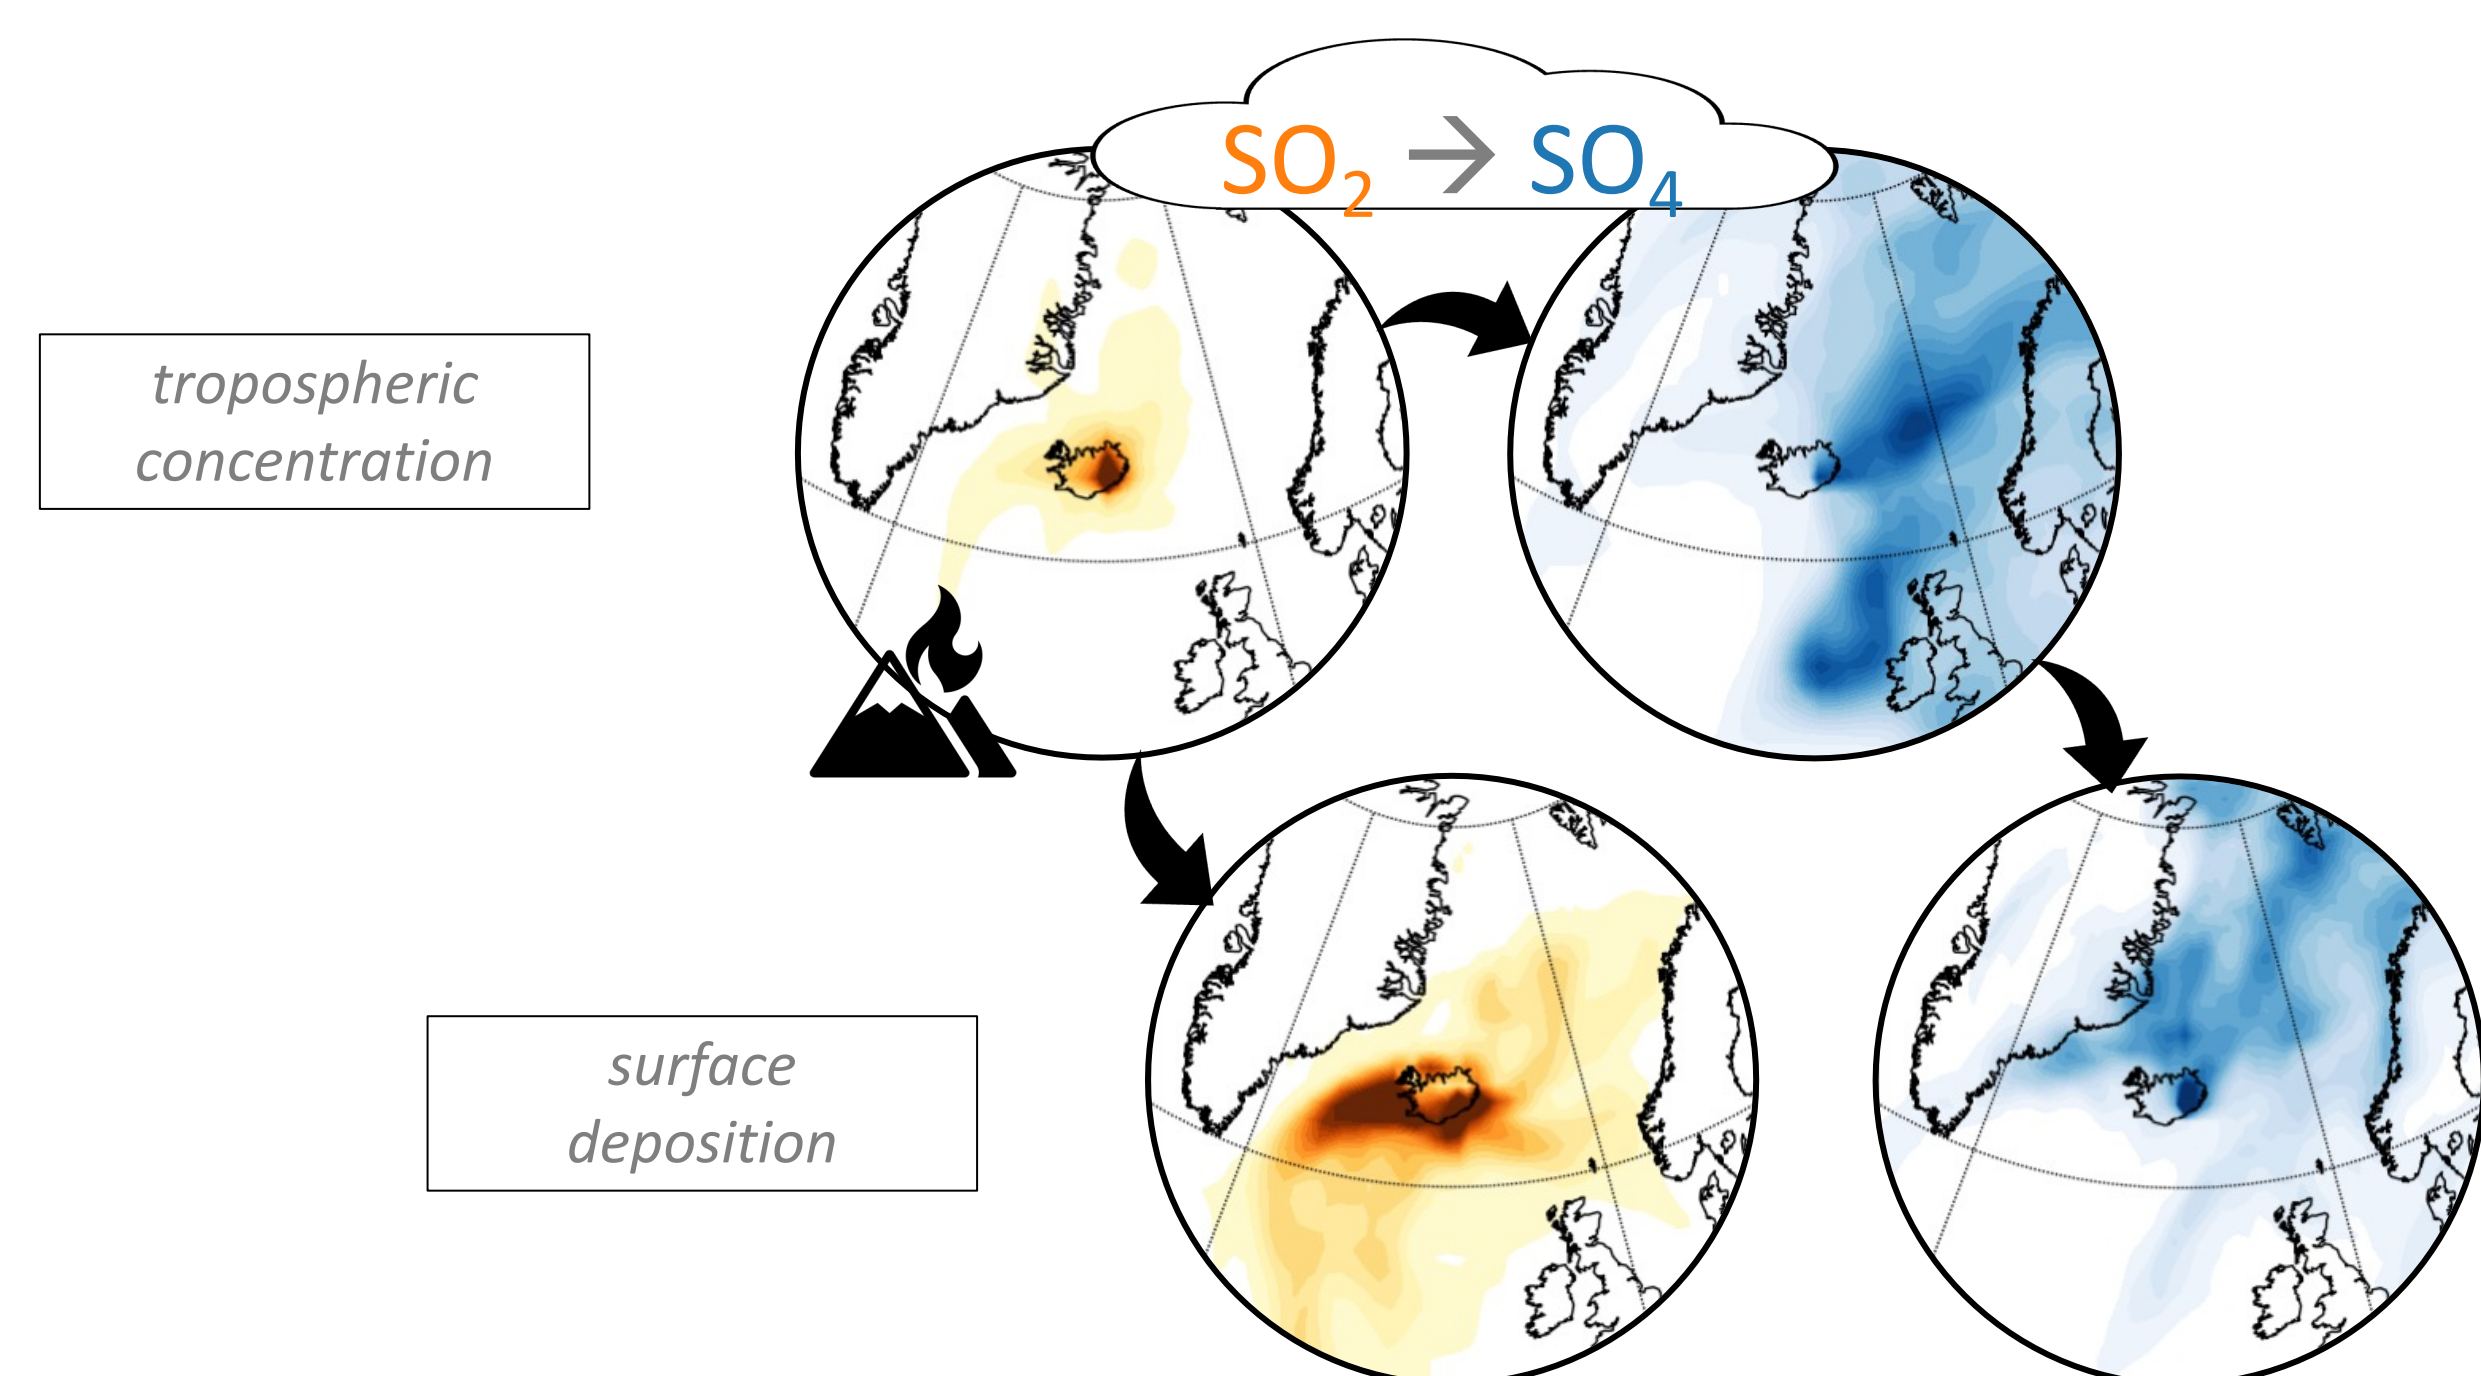 SO₂ → SO₄
tropospheric
concentration
surface
deposition